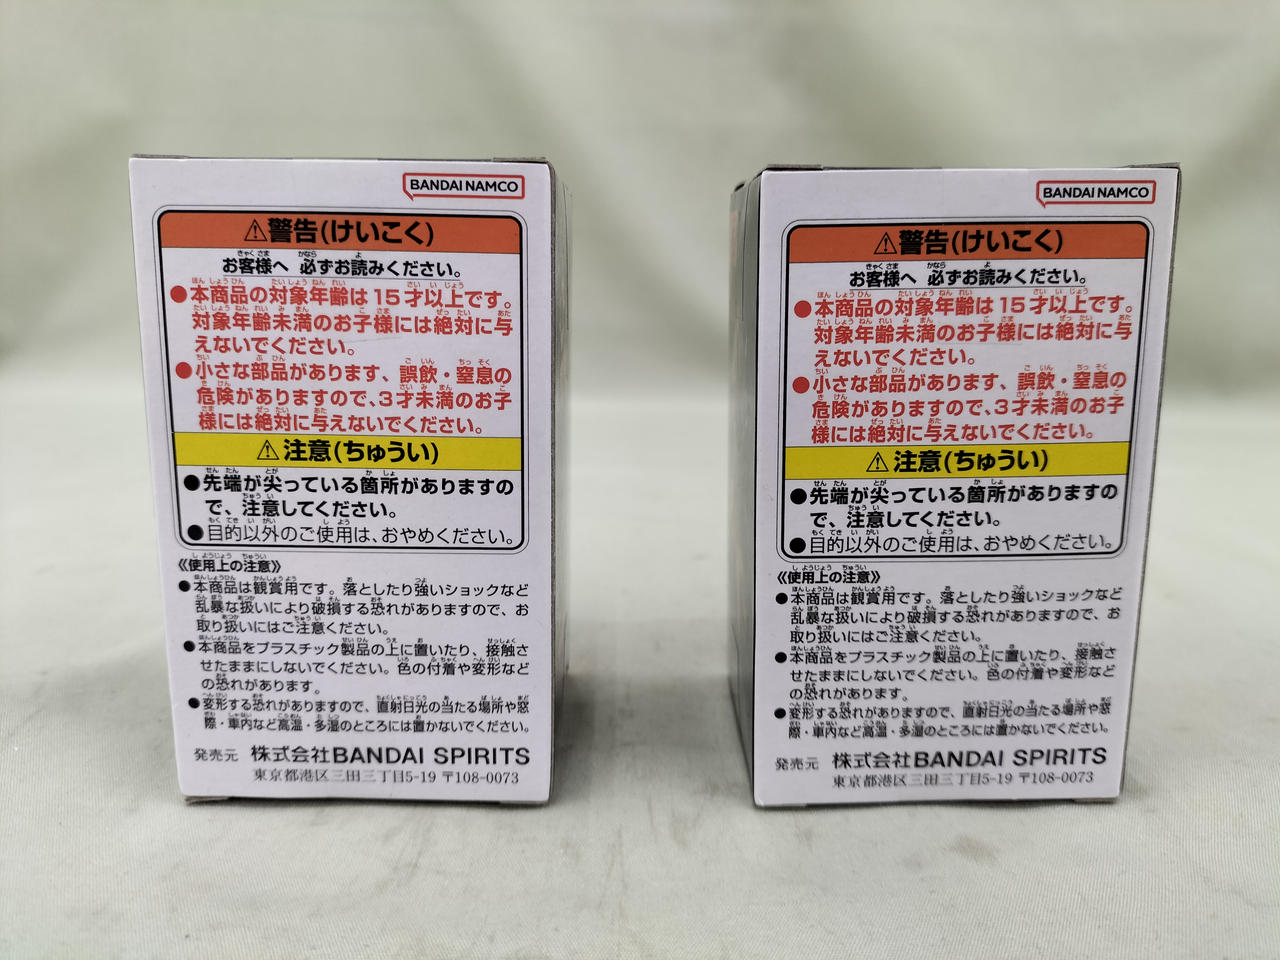 BANDAI NAMCO
⚠警告(けいこく)
お客様へ 必ずお読みください。
●本商品の対象年齢は15才以上です。
対象年齢未満のお子様には絶対に与
えないでください。
●小さな部品があります、誤飲・窒息の
危険がありますので、3才未満のお子
様には絶対に与えないでください。
⚠注意(ちゅうい)
●先端が尖っている箇所がありますの
で、注意してください。
●目的以外のご使用は、おやめください。
《使用上の注意》
●本商品は観賞用です。落としたり強いショックなど
乱暴な扱いにより破損する恐れがありますので、お
取り扱いにはご注意ください。
●本商品をプラスチック製品の上に置いたり、接触さ
せたままにしないでください。色の付着や変形など
の恐れがあります。
●変形する恐れがありますので、直射日光の当たる場所や窓
際・車内など高温・多湿のところには置かないでください。
発売元 株式会社BANDAI SPIRITS
東京都港区三田三丁目5-19 〒108-0073
BANDAI NAMCO
⚠警告(けいこく)
お客様へ 必ずお読みください。
●本商品の対象年齢は15才以上です。
対象年齢未満のお子様には絶対に与
えないでください。
●小さな部品があります、誤飲・窒息の
危険がありますので、3才未満のお子
様には絶対に与えないでください。
⚠注意(ちゅうい)
●先端が尖っている箇所がありますの
で、注意してください。
●目的以外のご使用は、おやめください。
《使用上の注意》
●本商品は観賞用です。落としたり強いショックなど
乱暴な扱いにより破損する恐れがありますので、お
取り扱いにはご注意ください。
●本商品をプラスチック製品の上に置いたり、接触さ
せたままにしないでください。色の付着や変形など
の恐れがあります。
●変形する恐れがありますので、直射日光の当たる場所や窓
際・車内など高温・多湿のところには置かないでください。
発売元 株式会社BANDAI SPIRITS
東京都港区三田三丁目5-19 〒108-0073